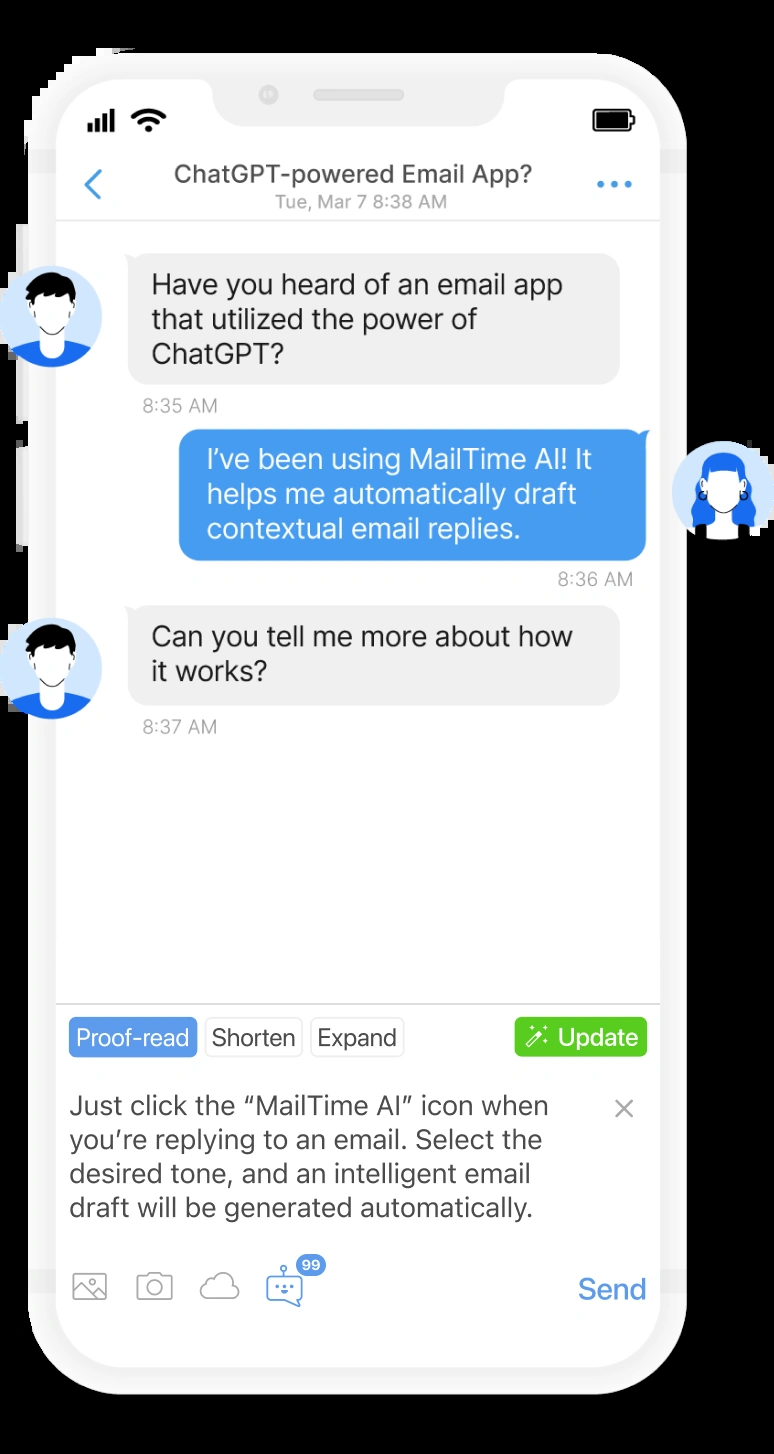 ChatGPT-powered Email App?
Tue, Mar 7 8:38 AM
Have you heard of an email app
that utilized the power of
ChatGPT?
8:35 AM
I’ve been using MailTime AI! It
helps me automatically draft
contextual email replies.
8:36 AM
Can you tell me more about how
it works?
8:37 AM
Proof-read Shorten Expand Update
Just click the “MailTime AI” icon when
you’re replying to an email. Select the
desired tone, and an intelligent email
draft will be generated automatically.
99
Send